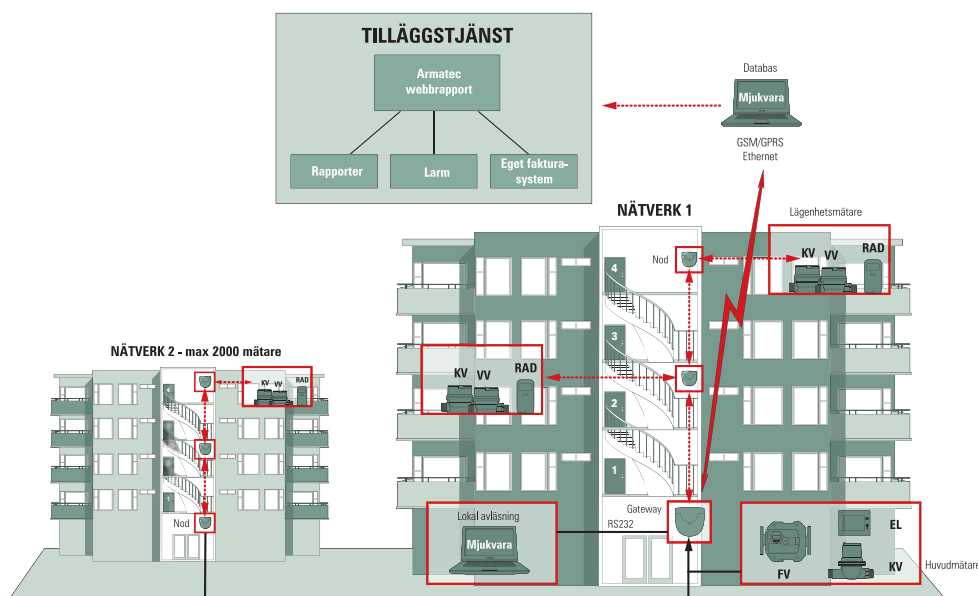 TILLÄGGSTJÄNST
Armatec
webbrapport
Rapporter
Larm
Eget faktura-
system
Databas
Mjukvara
GSM/GPRS
Ethernet
NÄTVERK 1
Lägenhetsmätare
Nod
KV
VV
RAD
4
3
KV
VV
RAD
2
1
Gateway
RS232
Lokal avläsning
Mjukvara
FV
EL
KV
Huvudmätare
NÄTVERK 2 - max 2000 mätare
4
KV
VV
RAD
1
Nod